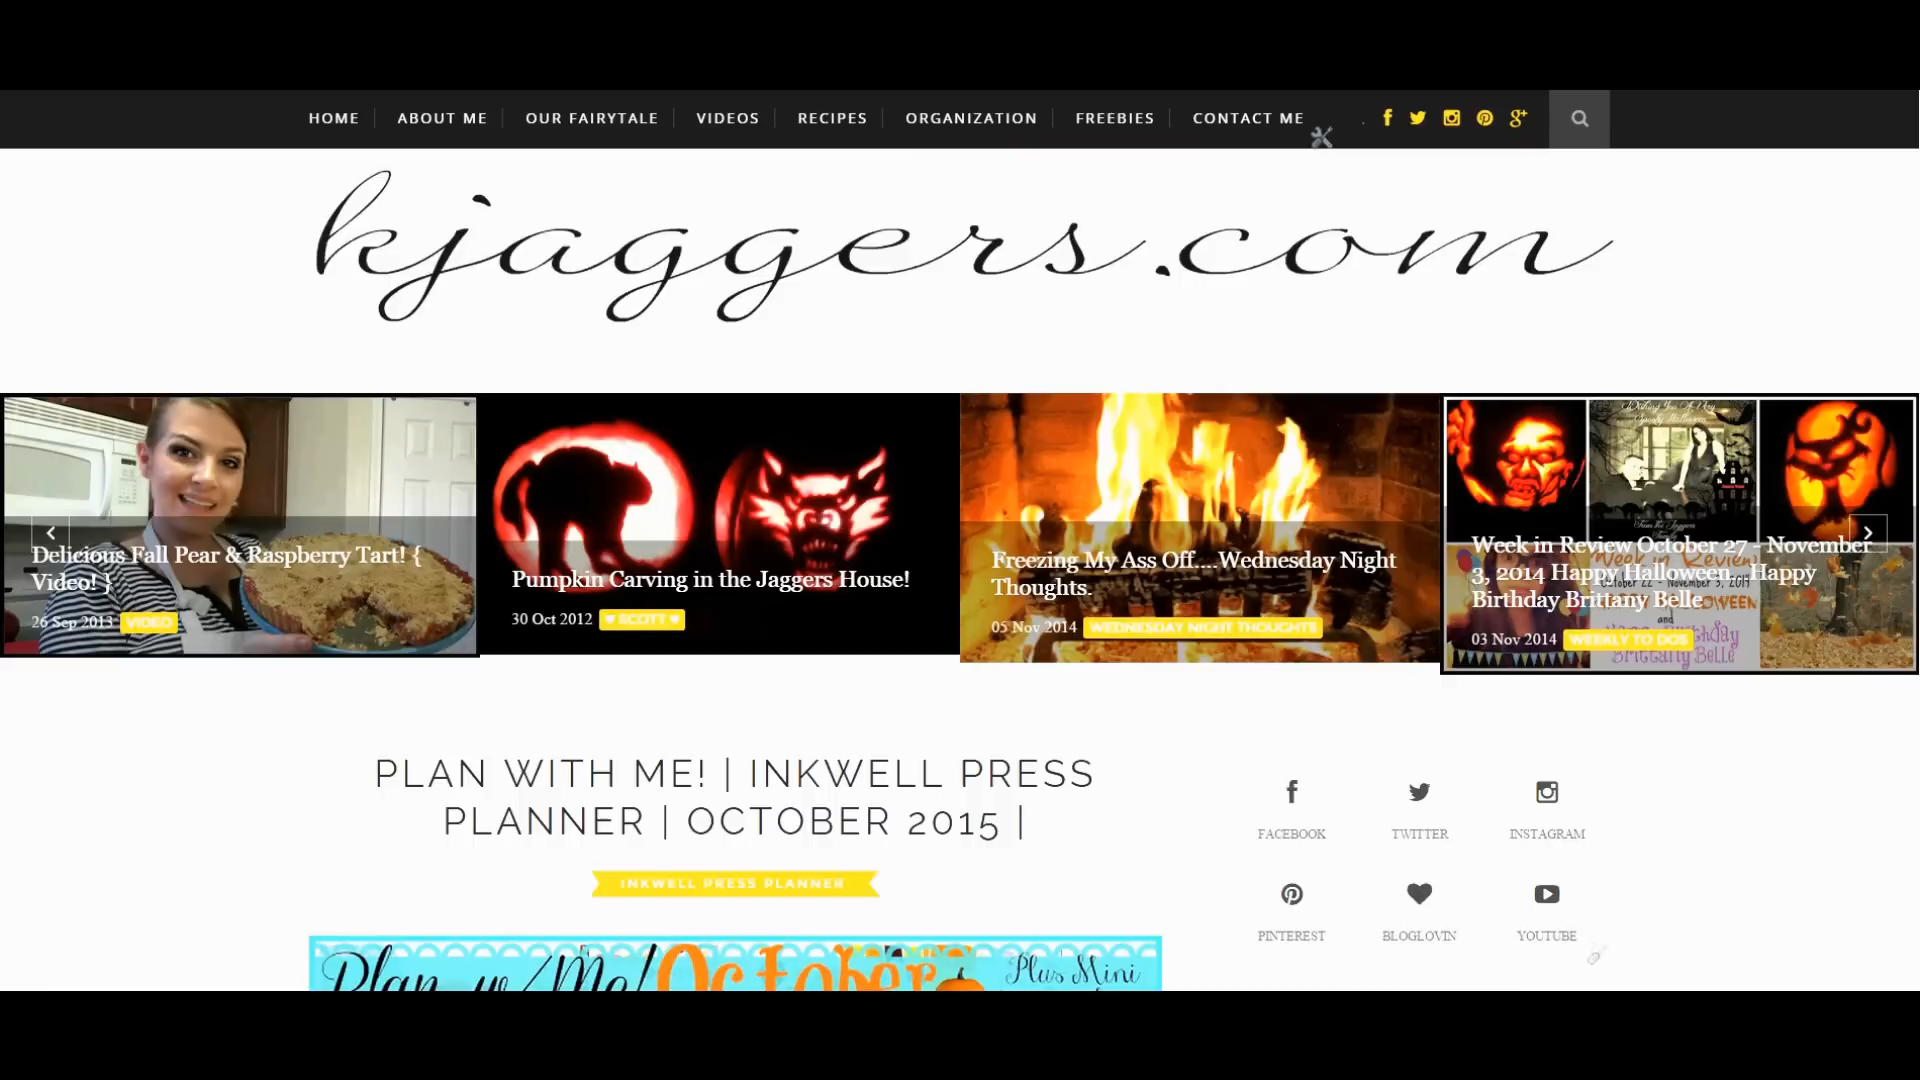 HOME ABOUT ME OUR FAIRYTALE VIDEOS RECIPES ORGANIZATION FREEBIES CONTACT ME
kjaggers.com
Delicious Fall Pear & Raspberry Tart! {
Video! }
26 Sep 2013 VIDEO
Pumpkin Carving in the Jaggers House!
30 Oct 2012 ♥ SCOTT ♥
Freezing My Ass Off....Wednesday Night
Thoughts.
05 Nov 2014 WEDNESDAY NIGHT THOUGHTS
Week in Review October 27 - November
3, 2014 Happy Halloween... Happy
Birthday Brittany Belle
03 Nov 2014 WEEKLY TO DOS
PLAN WITH ME! | INKWELL PRESS
PLANNER | OCTOBER 2015 |
INKWELL PRESS PLANNER
Plan w/Me! October Plus Mini
FACEBOOK TWITTER INSTAGRAM
PINTEREST BLOGLOVIN YOUTUBE